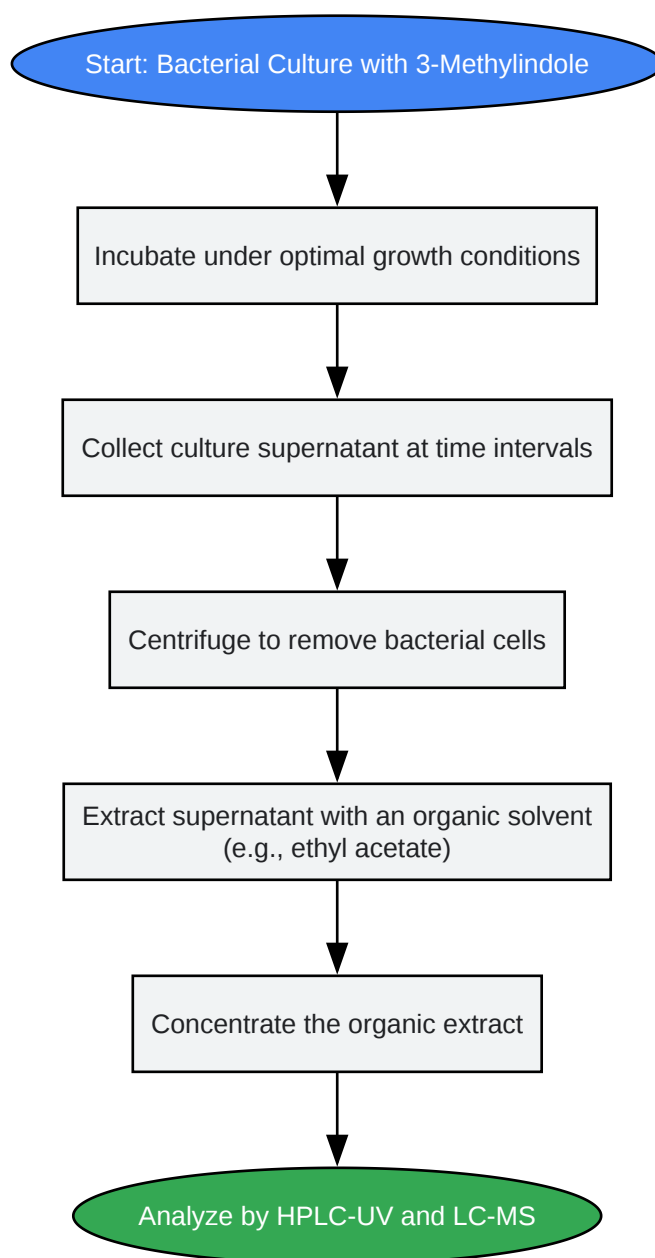 Start: Bacterial Culture with 3-Methylindole
Incubate under optimal growth conditions
Collect culture supernatant at time intervals
Centrifuge to remove bacterial cells
Extract supernatant with an organic solvent
(e.g., ethyl acetate)
Concentrate the organic extract
Analyze by HPLC-UV and LC-MS